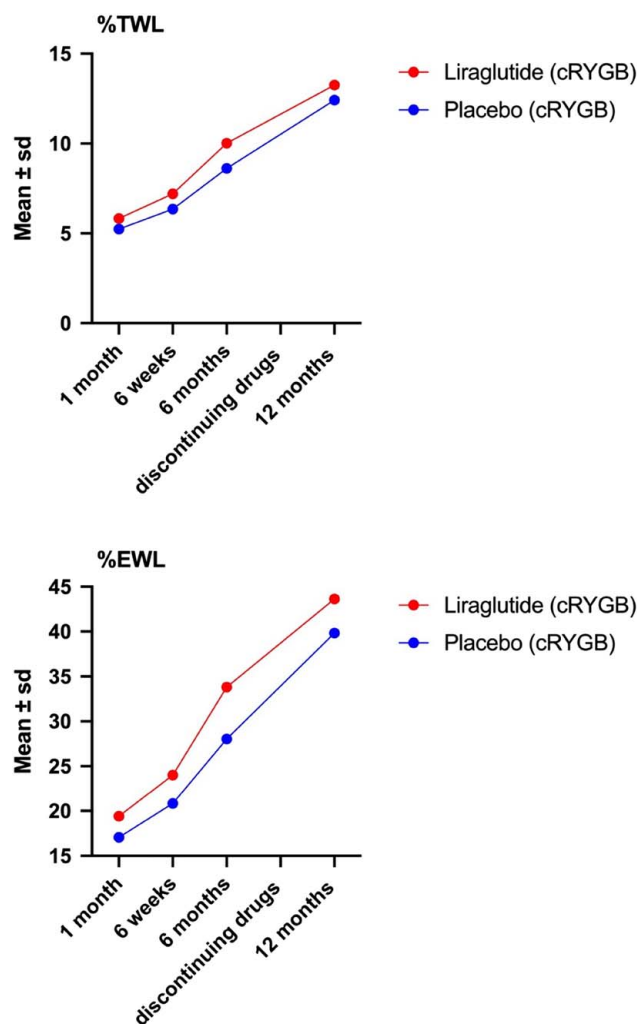 %TWL
15
10
5
0
Mean ± sd
1 month
6 weeks
6 months
discontinuing drugs
12 months
Liraglutide (cRYGB)
Placebo (cRYGB)
%EWL
45
40
35
30
25
20
15
Mean ± sd
1 month
6 weeks
6 months
discontinuing drugs
12 months
Liraglutide (cRYGB)
Placebo (cRYGB)